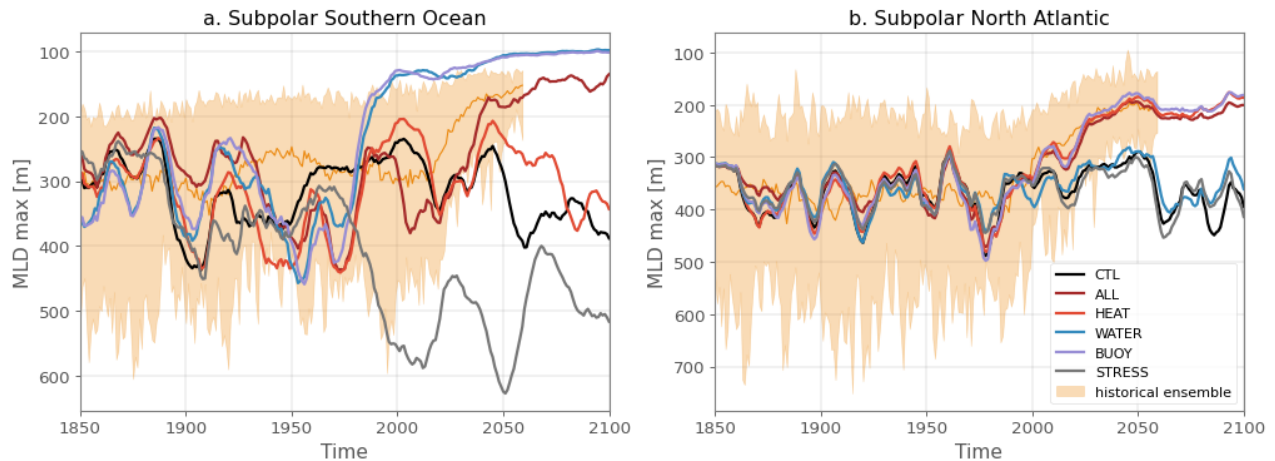 a. Subpolar Southern Ocean
MLD max [m]
100
200
300
400
500
600
1850
1900
1950
2000
2050
2100
Time
b. Subpolar North Atlantic
MLD max [m]
100
200
300
400
500
600
700
1850
1900
1950
2000
2050
2100
Time
CTL
ALL
HEAT
WATER
BUOY
STRESS
historical ensemble